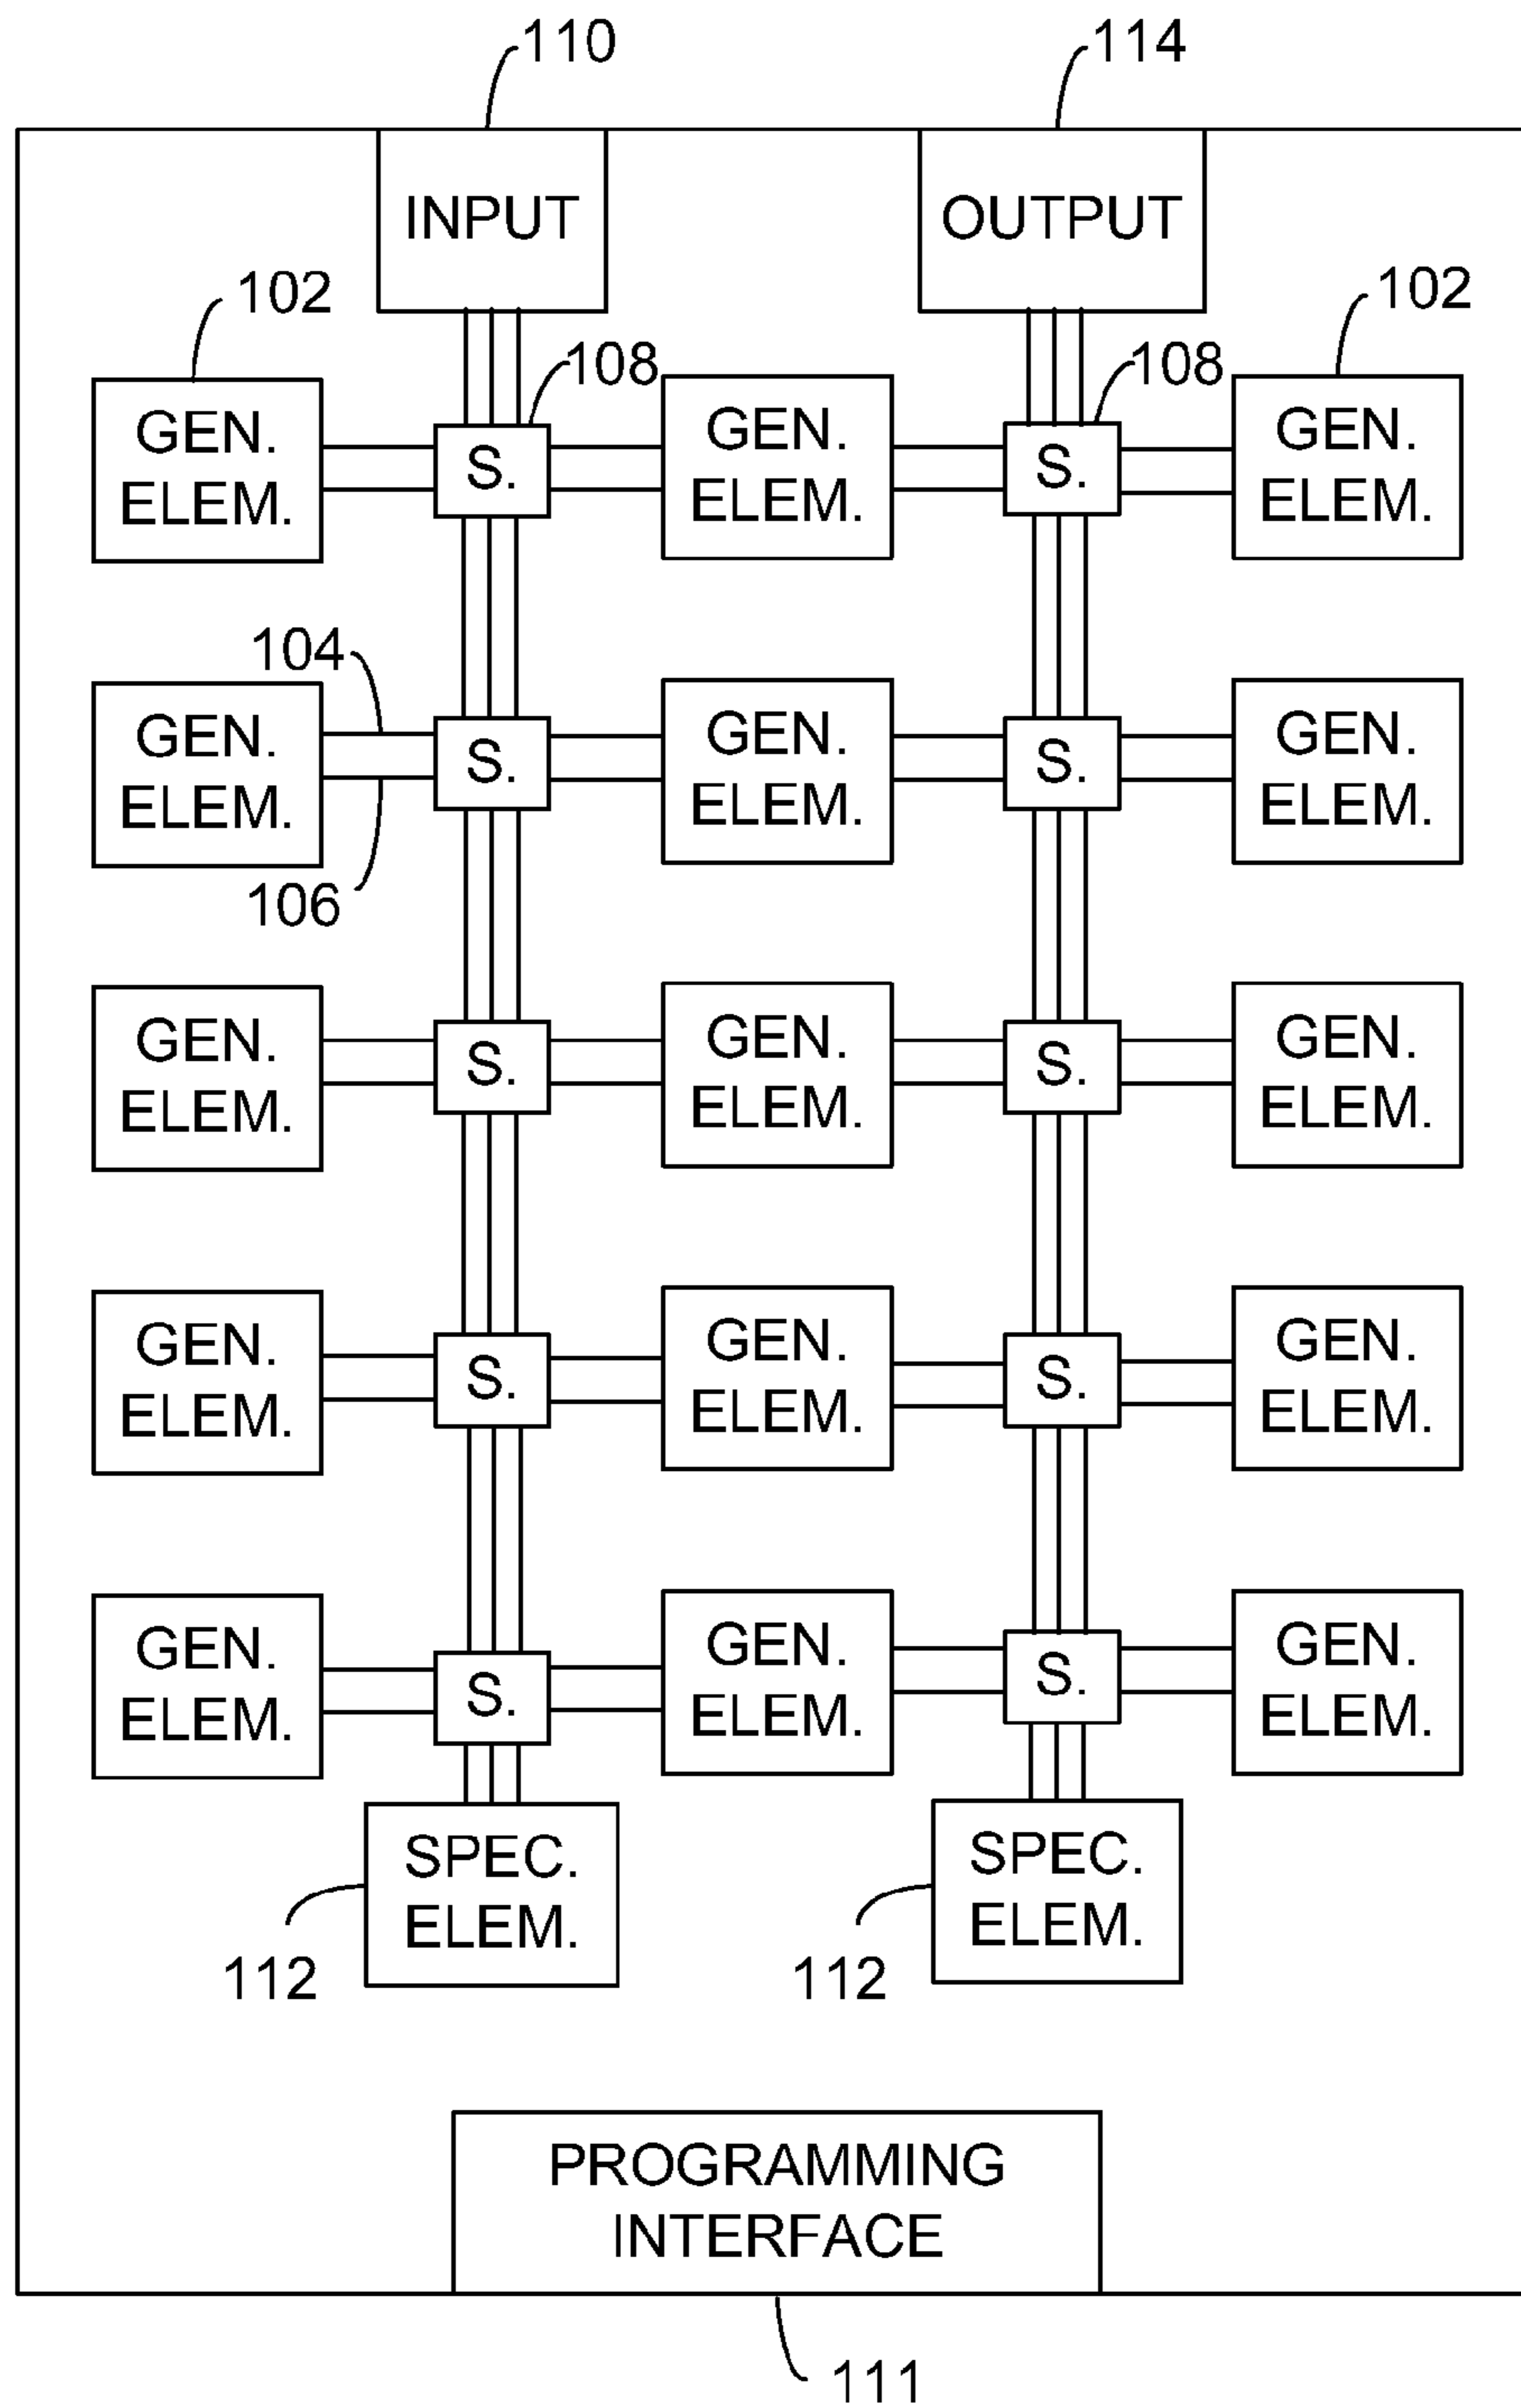 110
114
INPUT
OUTPUT
102
102
108
108
GEN.
ELEM.
S.
GEN.
ELEM.
S.
GEN.
ELEM.
104
GEN.
ELEM.
S.
GEN.
ELEM.
S.
GEN.
ELEM.
106
GEN.
ELEM.
S.
GEN.
ELEM.
S.
GEN.
ELEM.
GEN.
ELEM.
S.
GEN.
ELEM.
S.
GEN.
ELEM.
GEN.
ELEM.
S.
GEN.
ELEM.
S.
GEN.
ELEM.
SPEC.
ELEM.
SPEC.
ELEM.
112
112
PROGRAMMING
INTERFACE
111